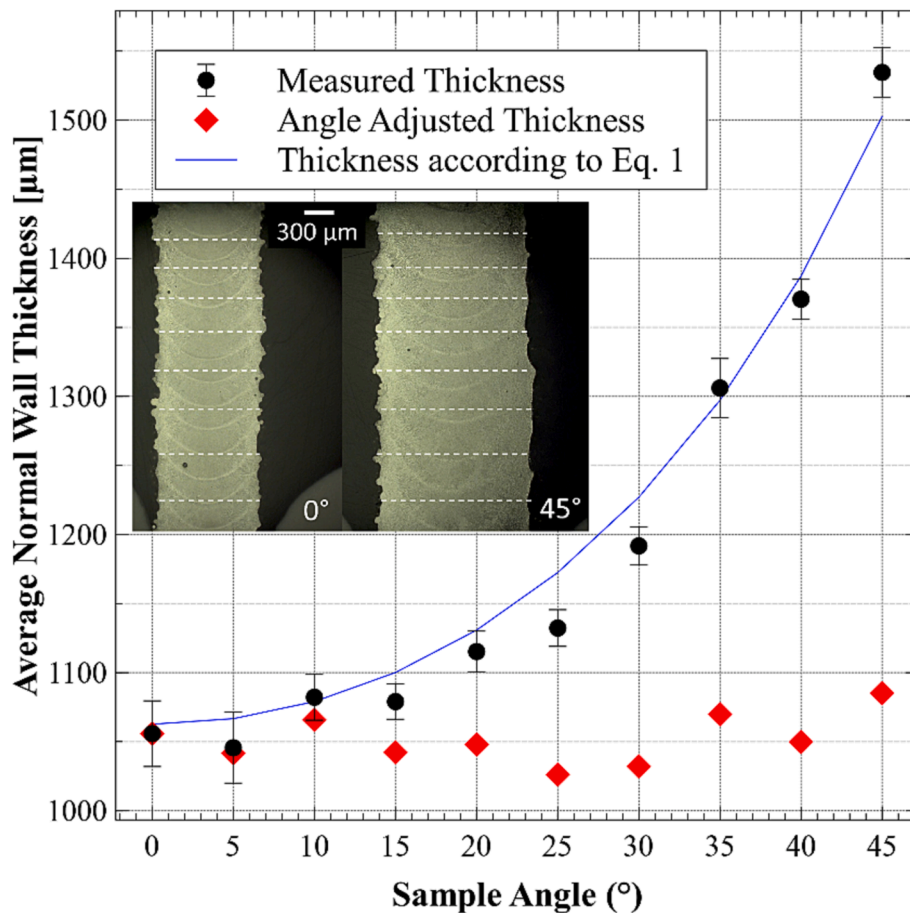 Measured Thickness
Angle Adjusted Thickness
Thickness according to Eq. 1
300 µm
0°
45°
Average Normal Wall Thickness [µm]
1500
1400
1300
1200
1100
1000
0 5 10 15 20 25 30 35 40 45
Sample Angle (°)